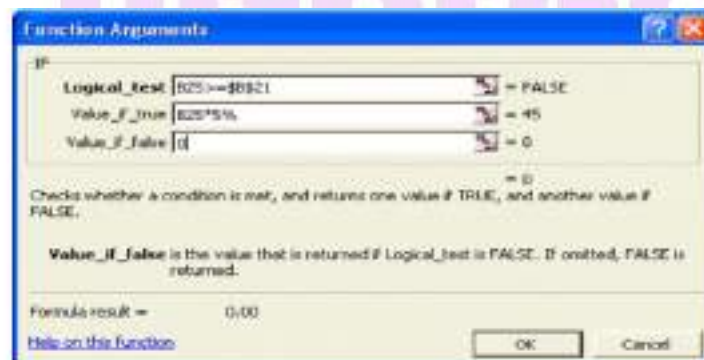 Function Arguments
IF
Logical_test B25>=$B$21 = FALSE
Value_if_true B25*5% = 45
Value_if_false 0 = 0
= 0
Checks whether a condition is met, and returns one value if TRUE, and another value if
FALSE.
Value_if_false is the value that is returned if Logical_test is FALSE. If omitted, FALSE is
returned.
Formula result = 0.00
Help on this function OK Cancel